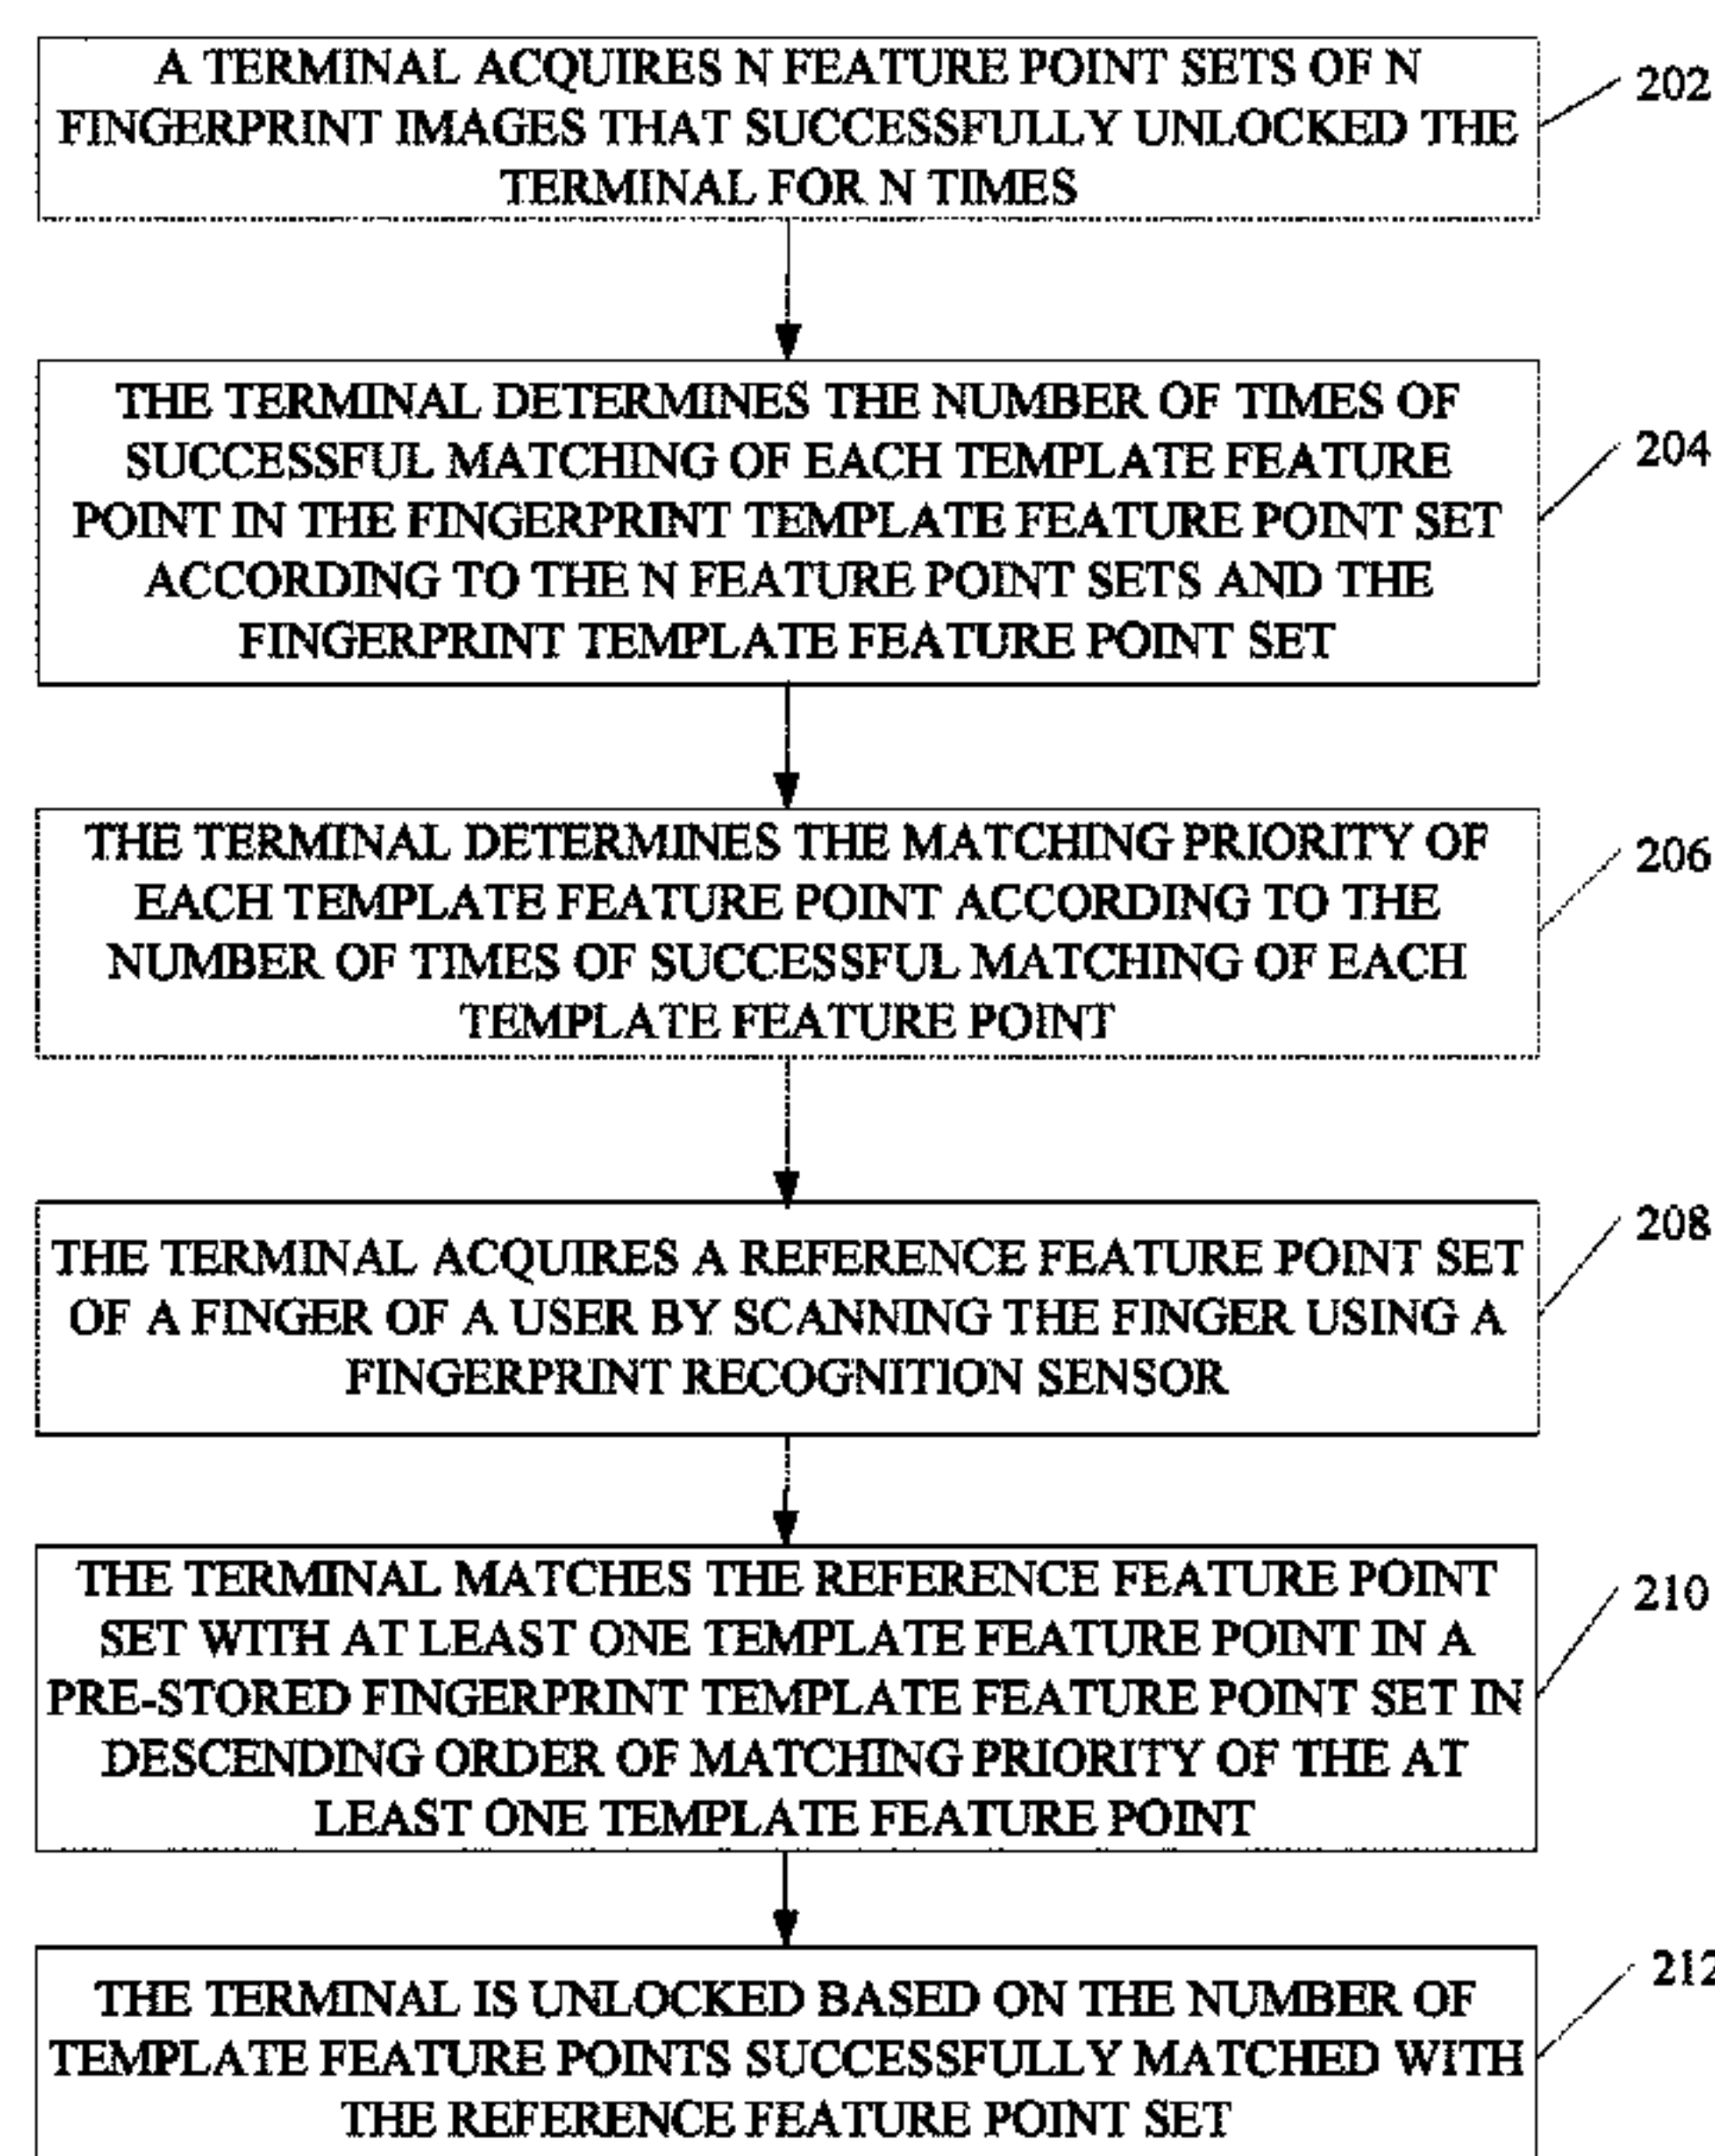 A TERMINAL ACQUIRES N FEATURE POINT SETS OF N
FINGERPRINT IMAGES THAT SUCCESSFULLY UNLOCKED THE
TERMINAL FOR N TIMES
202
THE TERMINAL DETERMINES THE NUMBER OF TIMES OF
SUCCESSFUL MATCHING OF EACH TEMPLATE FEATURE
POINT IN THE FINGERPRINT TEMPLATE FEATURE POINT SET
ACCORDING TO THE N FEATURE POINT SETS AND THE
FINGERPRINT TEMPLATE FEATURE POINT SET
204
THE TERMINAL DETERMINES THE MATCHING PRIORITY OF
EACH TEMPLATE FEATURE POINT ACCORDING TO THE
NUMBER OF TIMES OF SUCCESSFUL MATCHING OF EACH
TEMPLATE FEATURE POINT
206
THE TERMINAL ACQUIRES A REFERENCE FEATURE POINT SET
OF A FINGER OF A USER BY SCANNING THE FINGER USING A
FINGERPRINT RECOGNITION SENSOR
208
THE TERMINAL MATCHES THE REFERENCE FEATURE POINT
SET WITH AT LEAST ONE TEMPLATE FEATURE POINT IN A
PRE-STORED FINGERPRINT TEMPLATE FEATURE POINT SET IN
DESCENDING ORDER OF MATCHING PRIORITY OF THE AT
LEAST ONE TEMPLATE FEATURE POINT
210
THE TERMINAL IS UNLOCKED BASED ON THE NUMBER OF
TEMPLATE FEATURE POINTS SUCCESSFULLY MATCHED WITH
THE REFERENCE FEATURE POINT SET
212